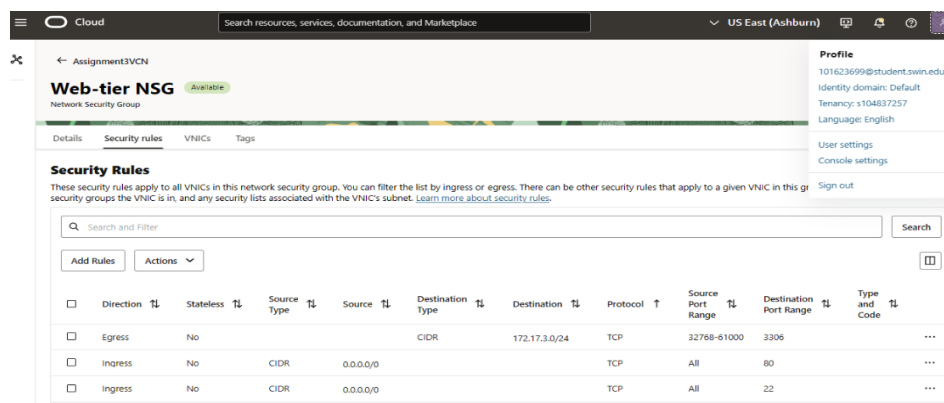 Cloud
Search resources, services, documentation, and Marketplace
US East (Ashburn)
Profile
101623699@student.swin.edu
Identity domain: Default
Tenancy: s104837257
Language: English
User settings
Console settings
Sign out
Assignment3VCN
Web-tier NSG Available
Network Security Group
Details Security rules VNICs Tags
Security Rules
These security rules apply to all VNICs in this network security group. You can filter the list by ingress or egress. There can be other security rules that apply to a given VNIC in this gr
security groups the VNIC is in, and any security lists associated with the VNIC's subnet. Learn more about security rules.
Search and Filter Search
Add Rules Actions
Direction Stateless Source Type Source Destination Type Destination Protocol Source Port Range Destination Port Range Type and Code
Egress No CIDR 172.17.3.0/24 TCP 32768-61000 3306
Ingress No CIDR 0.0.0.0/0 TCP All 80
Ingress No CIDR 0.0.0.0/0 TCP All 22